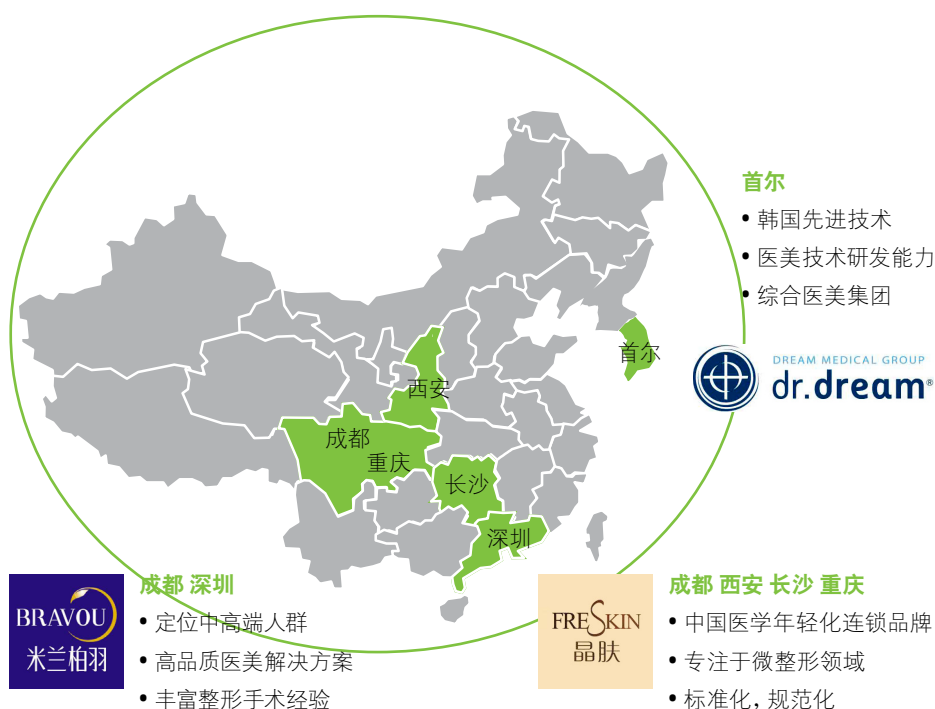 首尔
• 韩国先进技术
• 医美技术研发能力
• 综合医美集团
DREAM MEDICAL GROUP
dr.dream®
首尔
西安
成都
重庆
长沙
深圳
BRAVOU
米兰柏羽
成都 深圳
• 定位中高端人群
• 高品质医美解决方案
• 丰富整形手术经验
FRESKIN
晶肤
成都 西安 长沙 重庆
• 中国医学年轻化连锁品牌
• 专注于微整形领域
• 标准化，规范化